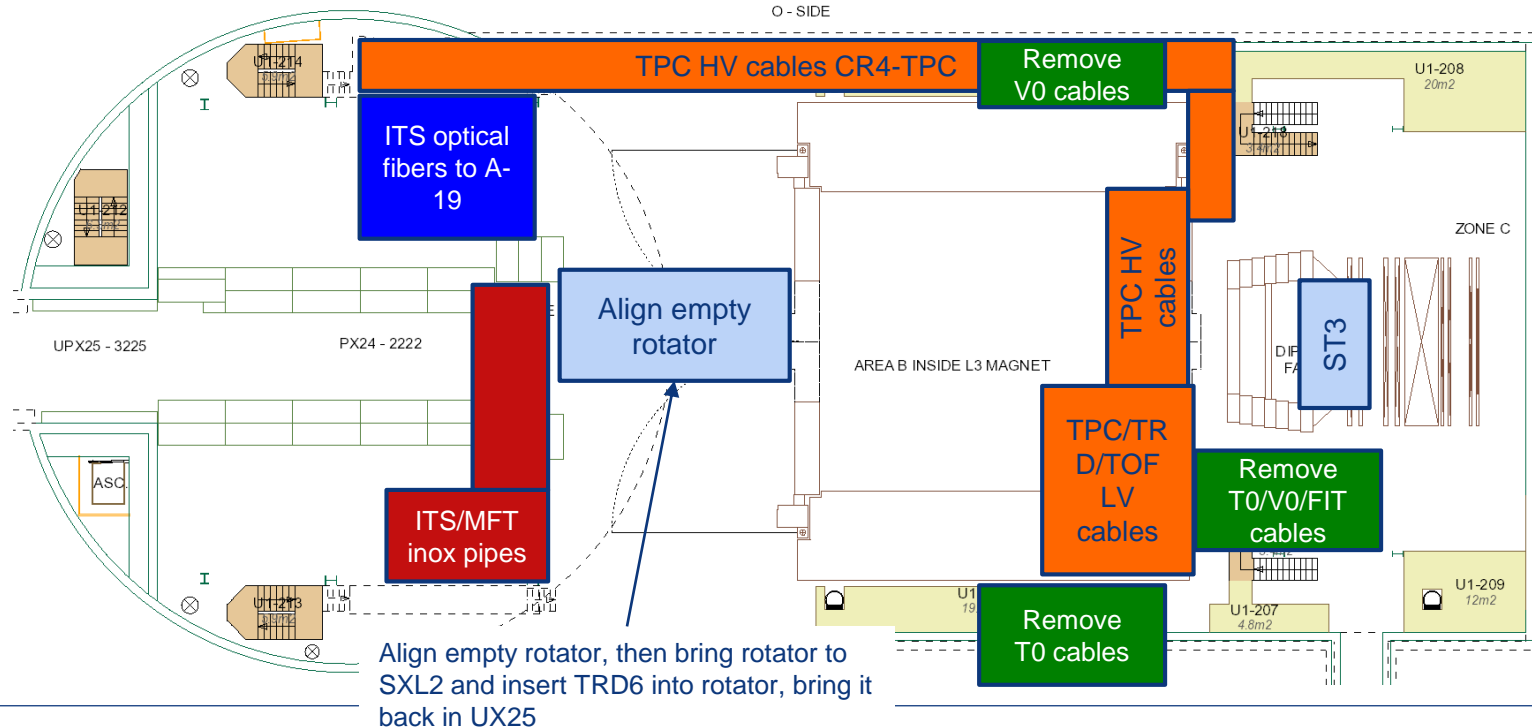 O - SIDE
TPC HV cables CR4-TPC
Remove
V0 cables
U1-208
20m2
U1-214
ITS optical
fibers to A-
19
U1-218
U1-212
ZONE C
TPC HV
cables
Align empty
rotator
ST3
UPX25 - 3225
PX24 - 2222
AREA B INSIDE L3 MAGNET
TPC/TR
D/TOF
LV
cables
Remove
T0/V0/FIT
cables
ASC.
ITS/MFT
inox pipes
U1-209
12m2
U1-213
U1-207
4.8m2
Remove
T0 cables
Align empty rotator, then bring rotator to
SXL2 and insert TRD6 into rotator, bring it
back in UX25